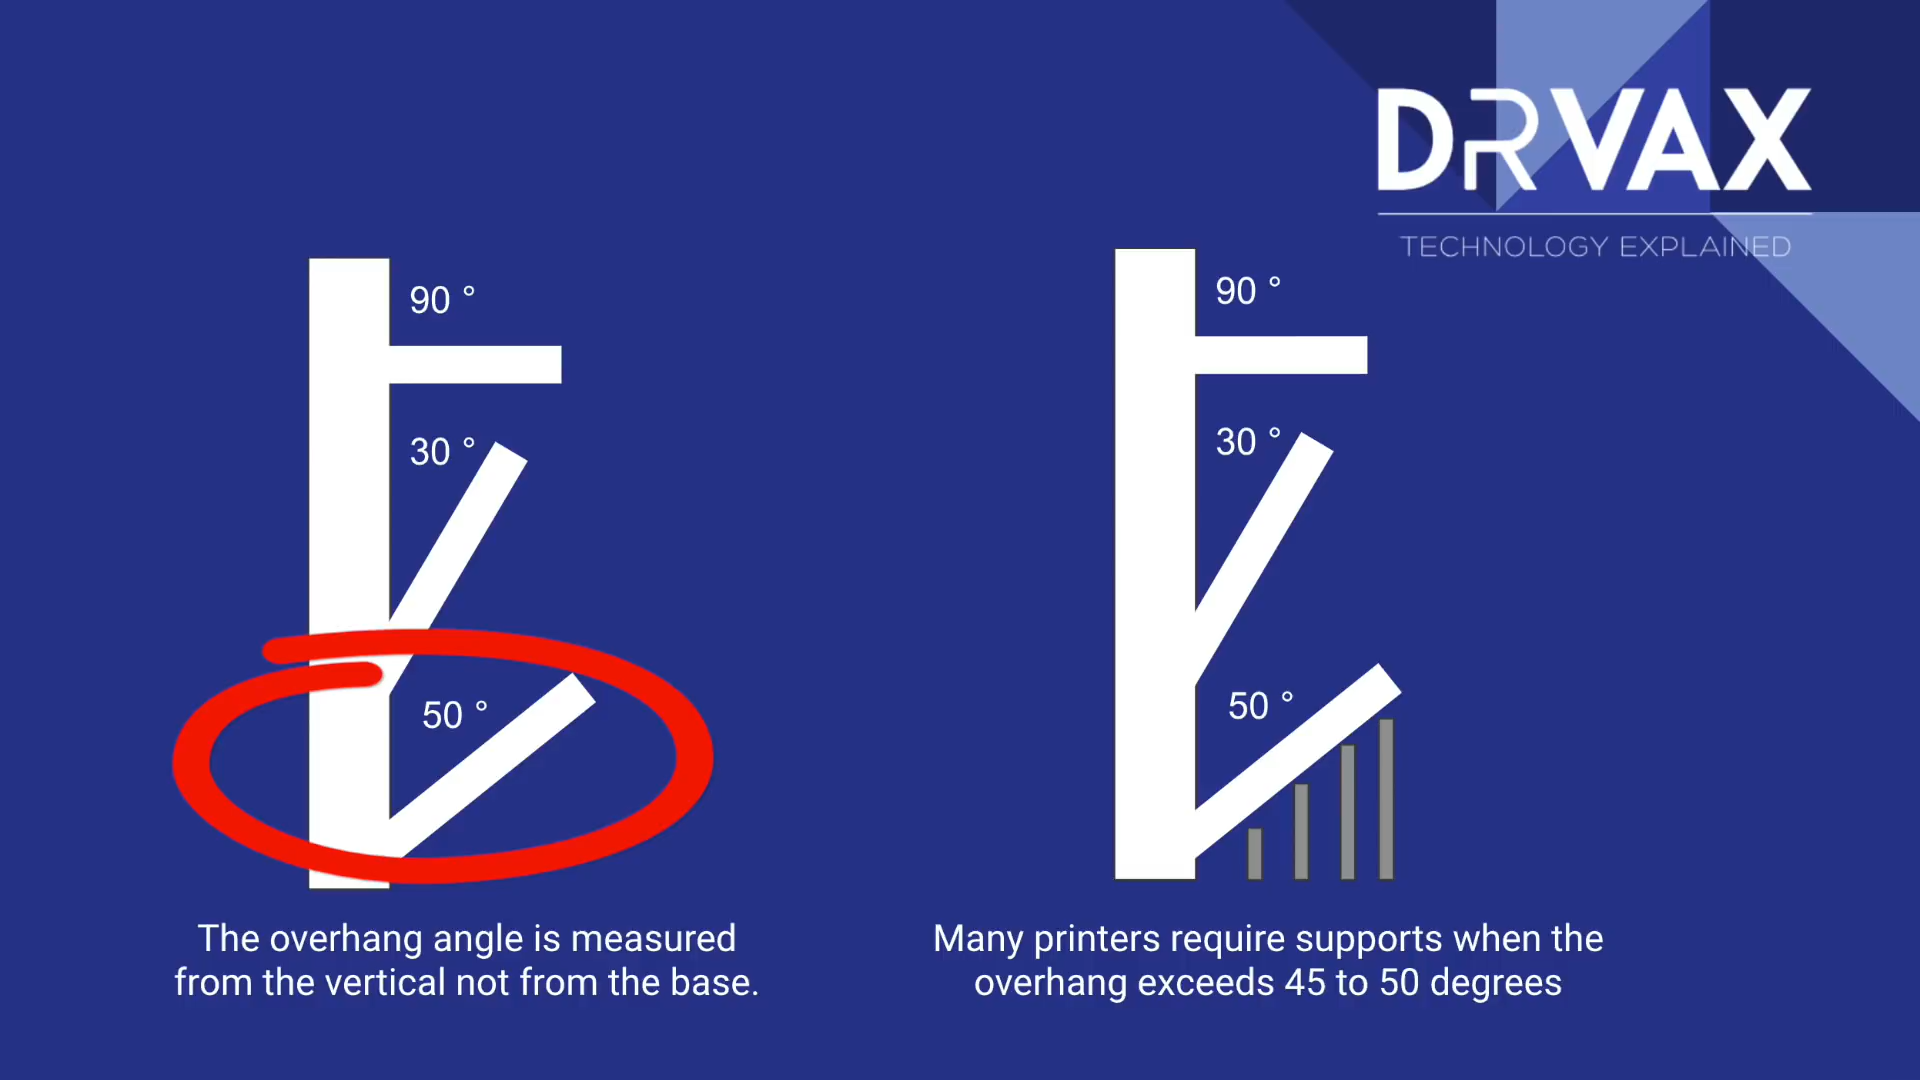 DRVAX
TECHNOLOGY EXPLAINED
90 °
30 °
50 °
The overhang angle is measured
from the vertical not from the base.
90 °
30 °
50 °
Many printers require supports when the
overhang exceeds 45 to 50 degrees